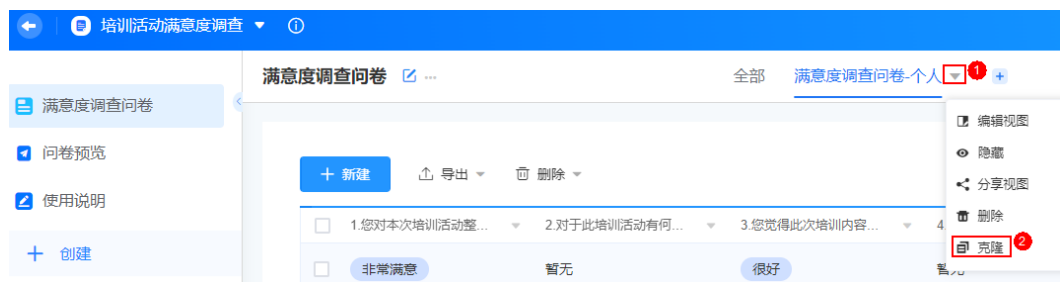 培训活动满意度调查
满意度调查问卷
问卷预览
使用说明
+ 创建
满意度调查问卷 ...
全部 满意度调查问卷-个人 1 +
编辑视图
隐藏
分享视图
删除
克隆 2
+ 新建 导出 删除
1.您对本次培训活动整... 2.对于此培训活动有何... 3.您觉得此次培训内容... 4
非常满意 暂无 很好